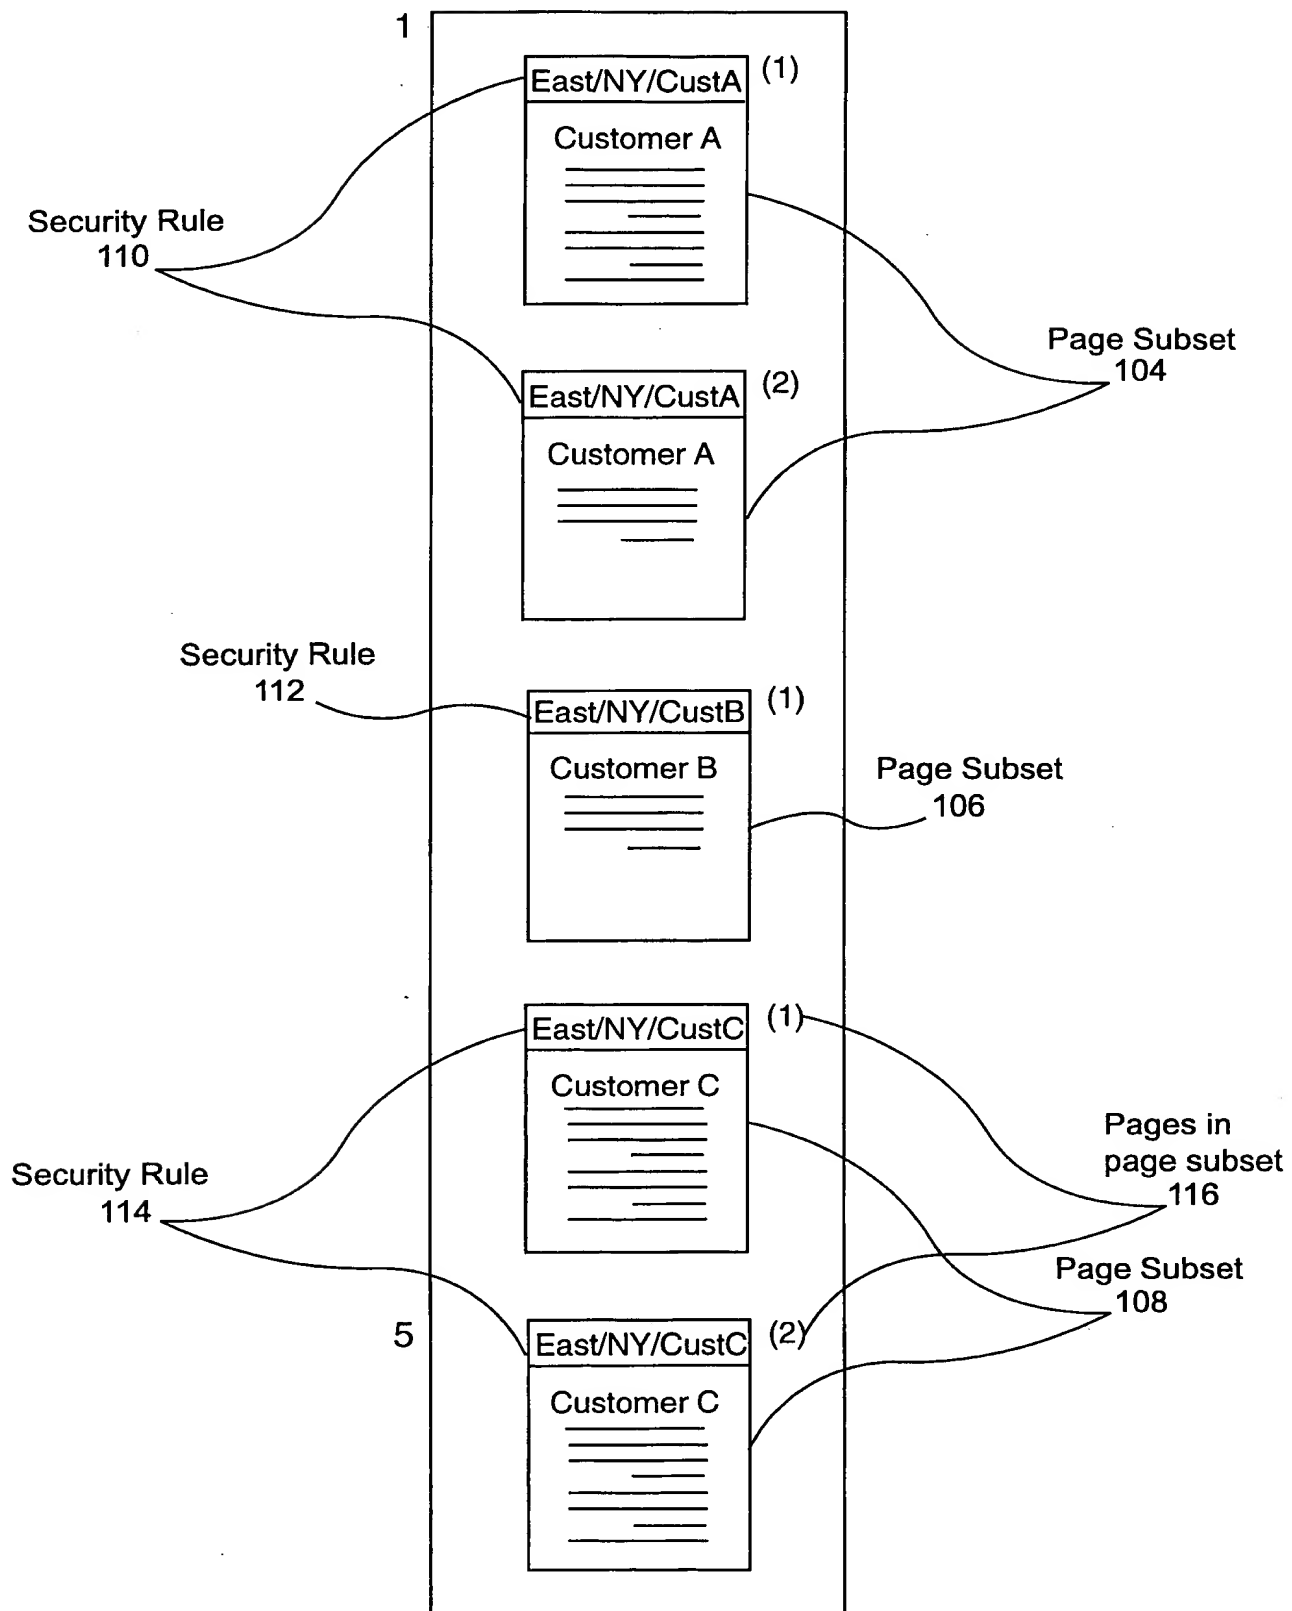 1
East/NY/CustA (1)
Customer A
Security Rule
110
Page Subset
104
East/NY/CustA (2)
Customer A
Security Rule
112
East/NY/CustB (1)
Customer B
Page Subset
106
East/NY/CustC (1)
Customer C
Pages in
page subset
116
Security Rule
114
Page Subset
108
5
East/NY/CustC (2)
Customer C